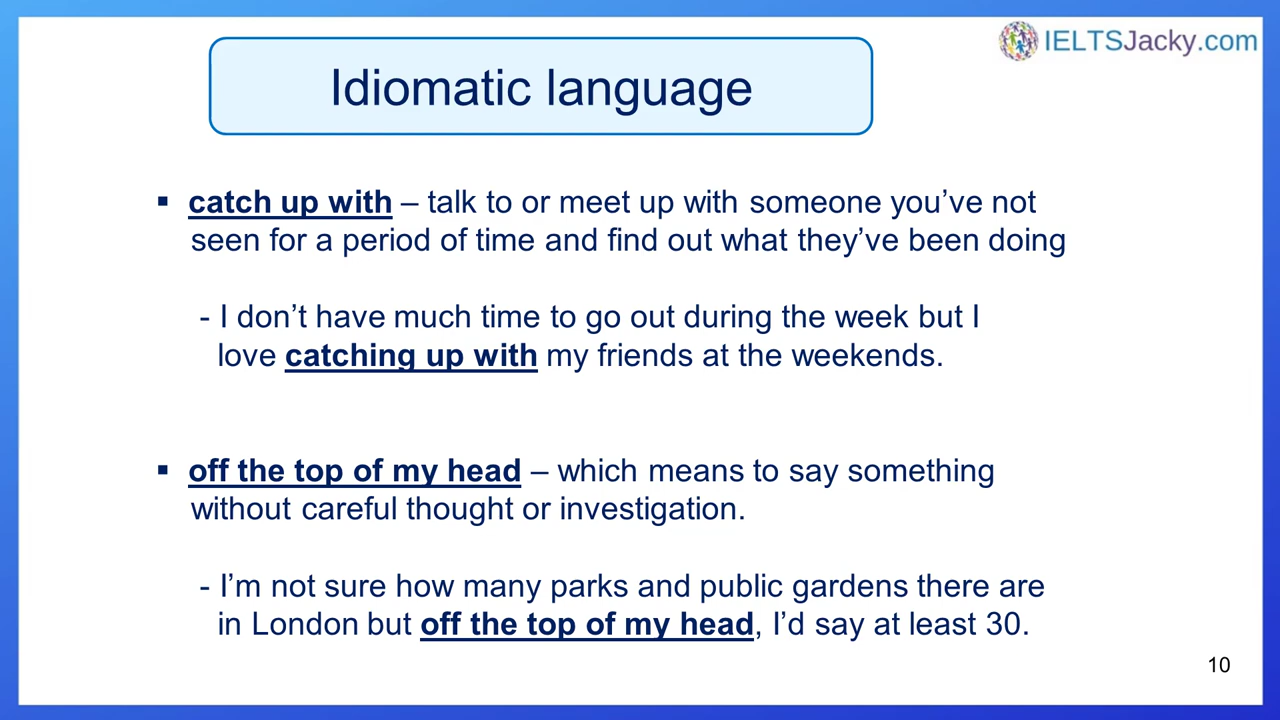 IELTSJacky.com
Idiomatic language
▪ catch up with – talk to or meet up with someone you’ve not
seen for a period of time and find out what they’ve been doing
- I don’t have much time to go out during the week but I
love catching up with my friends at the weekends.
▪ off the top of my head – which means to say something
without careful thought or investigation.
- I’m not sure how many parks and public gardens there are
in London but off the top of my head, I’d say at least 30.
10